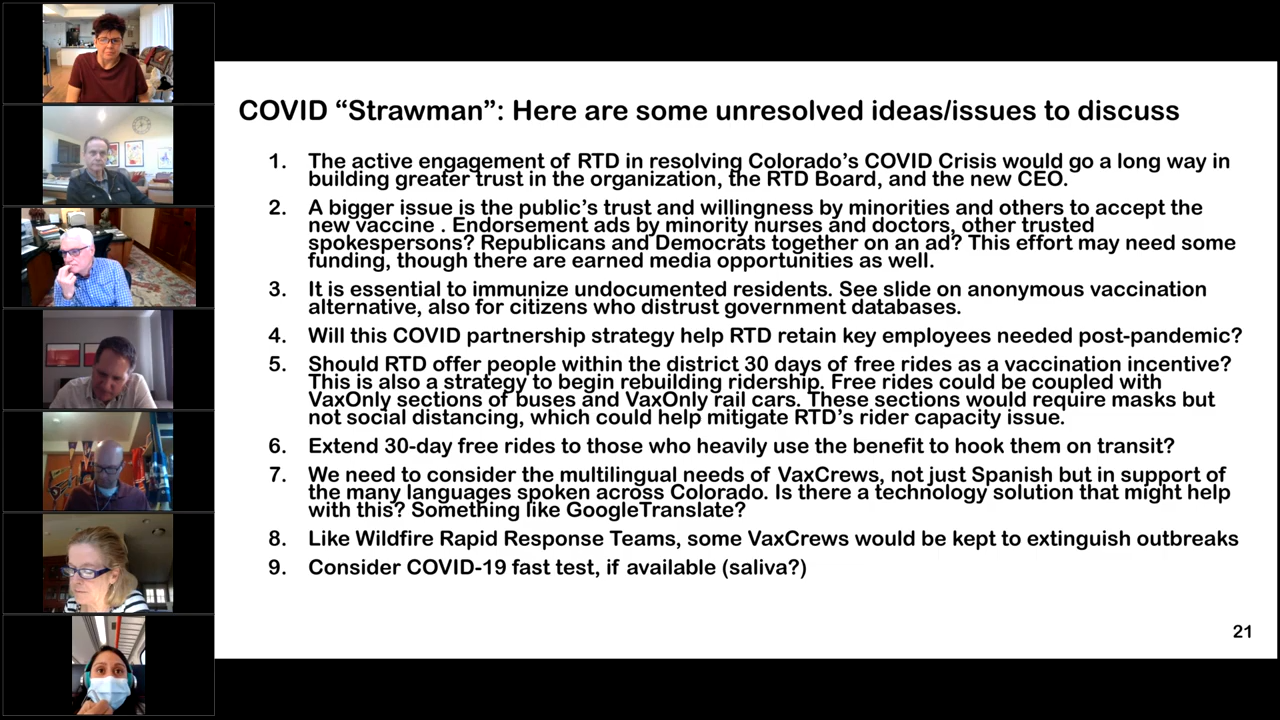 COVID “Strawman”: Here are some unresolved ideas/issues to discuss
1. The active engagement of RTD in resolving Colorado’s COVID Crisis would go a long way in
building greater trust in the organization, the RTD Board, and the new CEO.
2. A bigger issue is the public’s trust and willingness by minorities and others to accept the
new vaccine . Endorsement ads by minority nurses and doctors, other trusted
spokespersons? Republicans and Democrats together on an ad? This effort may need some
funding, though there are earned media opportunities as well.
3. It is essential to immunize undocumented residents. See slide on anonymous vaccination
alternative, also for citizens who distrust government databases.
4. Will this COVID partnership strategy help RTD retain key employees needed post-pandemic?
5. Should RTD offer people within the district 30 days of free rides as a vaccination incentive?
This is also a strategy to begin rebuilding ridership. Free rides could be coupled with
VaxOnly sections of buses and VaxOnly rail cars. These sections would require masks but
not social distancing, which could help mitigate RTD’s rider capacity issue.
6. Extend 30-day free rides to those who heavily use the benefit to hook them on transit?
7. We need to consider the multilingual needs of VaxCrews, not just Spanish but in support of
the many languages spoken across Colorado. Is there a technology solution that might help
with this? Something like GoogleTranslate?
8. Like Wildfire Rapid Response Teams, some VaxCrews would be kept to extinguish outbreaks
9. Consider COVID-19 fast test, if available (saliva?)
21